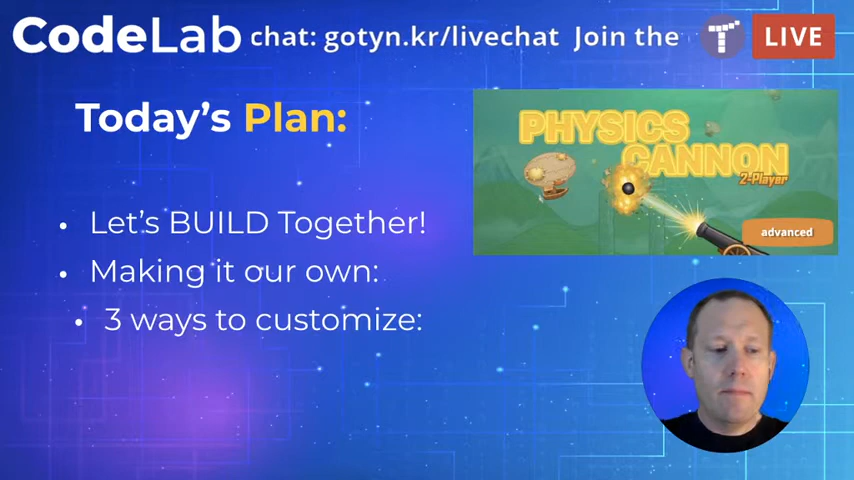 CodeLab chat: gotyn.kr/livechat Join the T LIVE
Today's Plan:
PHYSICS
CANNON
2-Player
advanced
• Let's BUILD Together!
• Making it our own:
• 3 ways to customize: